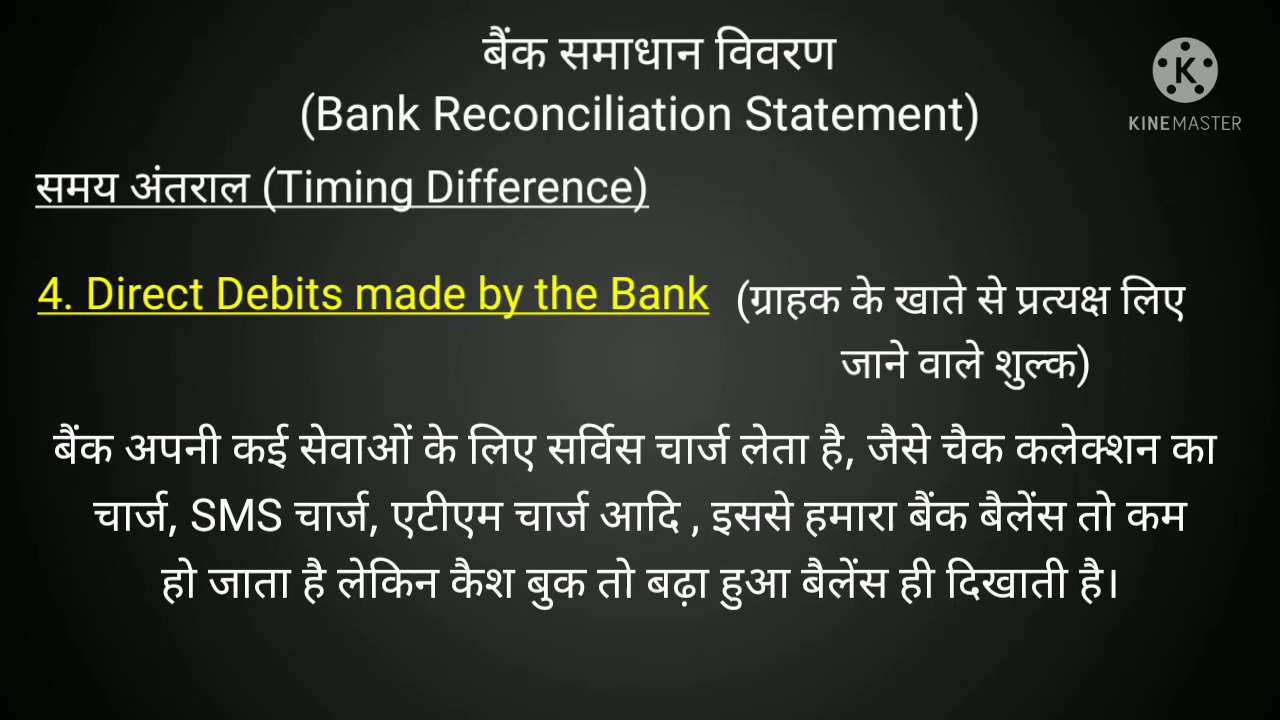 बैंक समाधान विवरण
(Bank Reconciliation Statement)
KINEMASTER
समय अंतराल (Timing Difference)
4. Direct Debits made by the Bank (ग्राहक के खाते से प्रत्यक्ष लिए
जाने वाले शुल्क)
बैंक अपनी कई सेवाओं के लिए सर्विस चार्ज लेता है, जैसे चैक कलेक्शन का
चार्ज, SMS चार्ज, एटीएम चार्ज आदि , इससे हमारा बैंक बैलेंस तो कम
हो जाता है लेकिन कैश बुक तो बढ़ा हुआ बैलेंस ही दिखाती है।